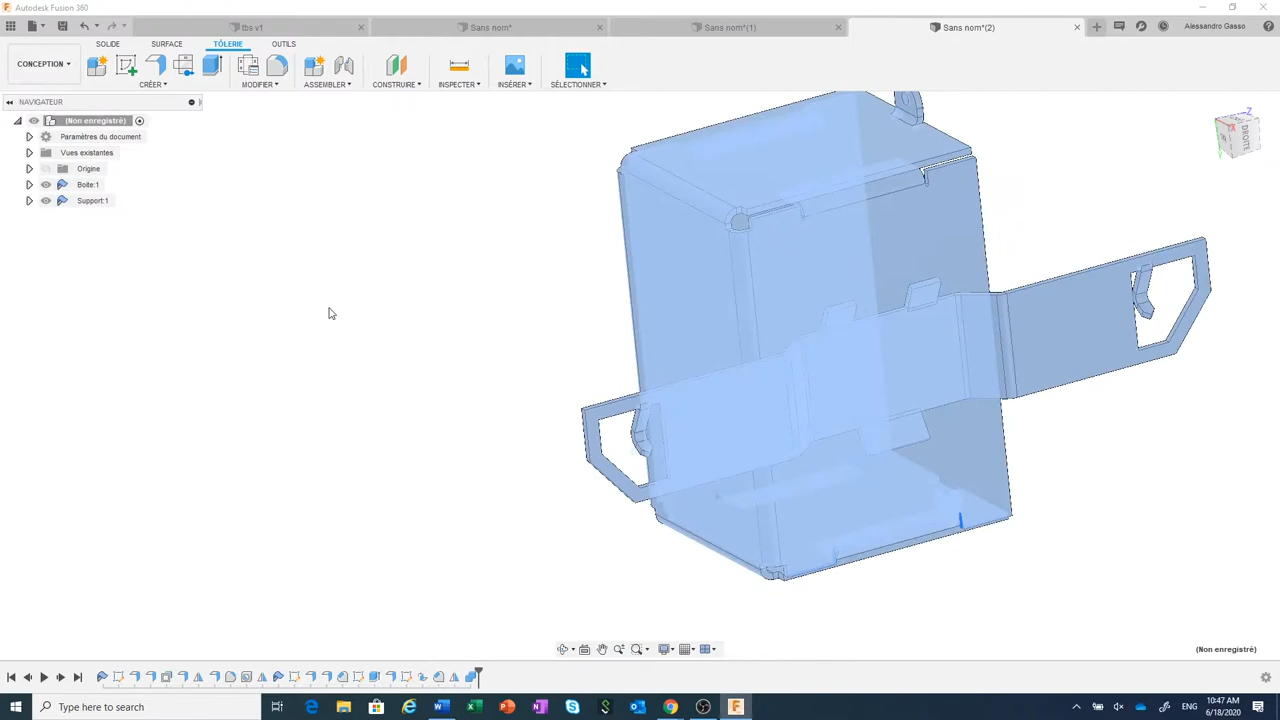 Autodesk Fusion 360
tbs v1
Sans nom*
Sans nom*(1)
Sans nom*(2)
Alessandro Gasso
SOLIDE
SURFACE
TÔLERIE
OUTILS
CONCEPTION
CRÉER
MODIFIER
ASSEMBLER
CONSTRUIRE
INSPECTER
INSÉRER
SÉLECTIONNER
NAVIGATEUR
(Non enregistré)
Paramètres du document
Vues existantes
Origine
Boite:1
Support:1
Z
X
Y
DROITE
(Non enregistré)
Type here to search
ENG
10:47 AM
6/18/2020